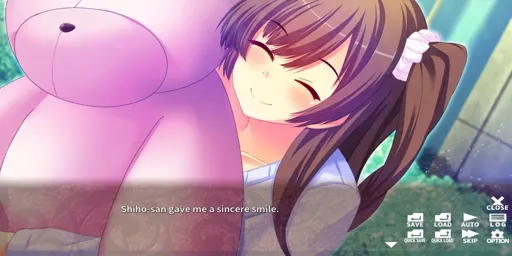 Shiho-san gave me a sincere smile.
CLOSE
SAVE
LOAD
AUTO
LOG
QUICK SAVE
QUICK LOAD
SKIP
OPTION